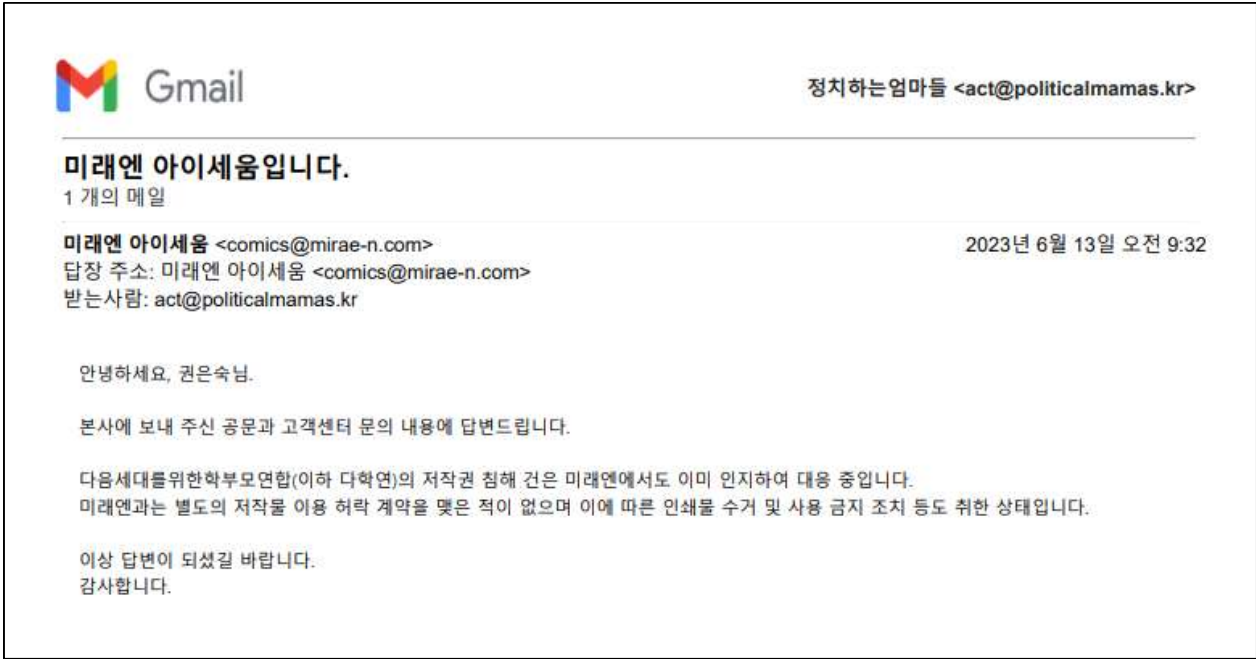 Gmail
정치하는엄마들 <act@politicalmamas.kr>
미래엔 아이세움입니다.
1 개의 메일
미래엔 아이세움 <comics@mirae-n.com>
2023년 6월 13일 오전 9:32
답장 주소: 미래엔 아이세움 <comics@mirae-n.com>
받는사람: act@politicalmamas.kr
안녕하세요, 권은숙님.
본사에 보내 주신 공문과 고객센터 문의 내용에 답변드립니다.
다음세대를위한학부모연합(이하 다학연)의 저작권 침해 건은 미래엔에서도 이미 인지하여 대응 중입니다.
미래엔과는 별도의 저작물 이용 허락 계약을 맺은 적이 없으며 이에 따른 인쇄물 수거 및 사용 금지 조치 등도 취한 상태입니다.
이상 답변이 되셨길 바랍니다.
감사합니다.